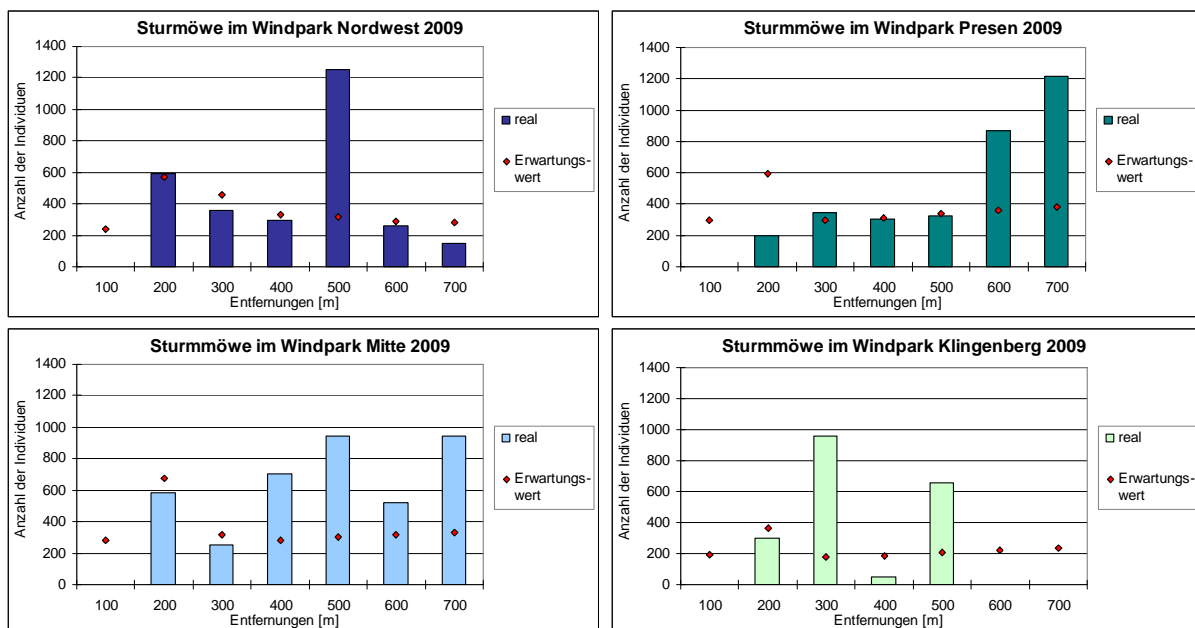 Sturmöwe im Windpark Nordwest 2009
Anzahl der Individuen
1400
1200
1000
800
600
400
200
0
100 200 300 400 500 600 700
Entfernungen [m]
real
Erwartungs-
wert
Sturmmöwe im Windpark Presen 2009
Anzahl der Individuen
1400
1200
1000
800
600
400
200
0
100 200 300 400 500 600 700
Entfernungen [m]
real
Erwartungs-
wert
Sturmmöwe im Windpark Mitte 2009
Anzahl der Individuen
1400
1200
1000
800
600
400
200
0
100 200 300 400 500 600 700
Entfernungen [m]
real
Erwartungs-
wert
Sturmmöwe im Windpark Klingenberg 2009
Anzahl der Individuen
1400
1200
1000
800
600
400
200
0
100 200 300 400 500 600 700
Entfernungen [m]
real
Erwartungs-
wert